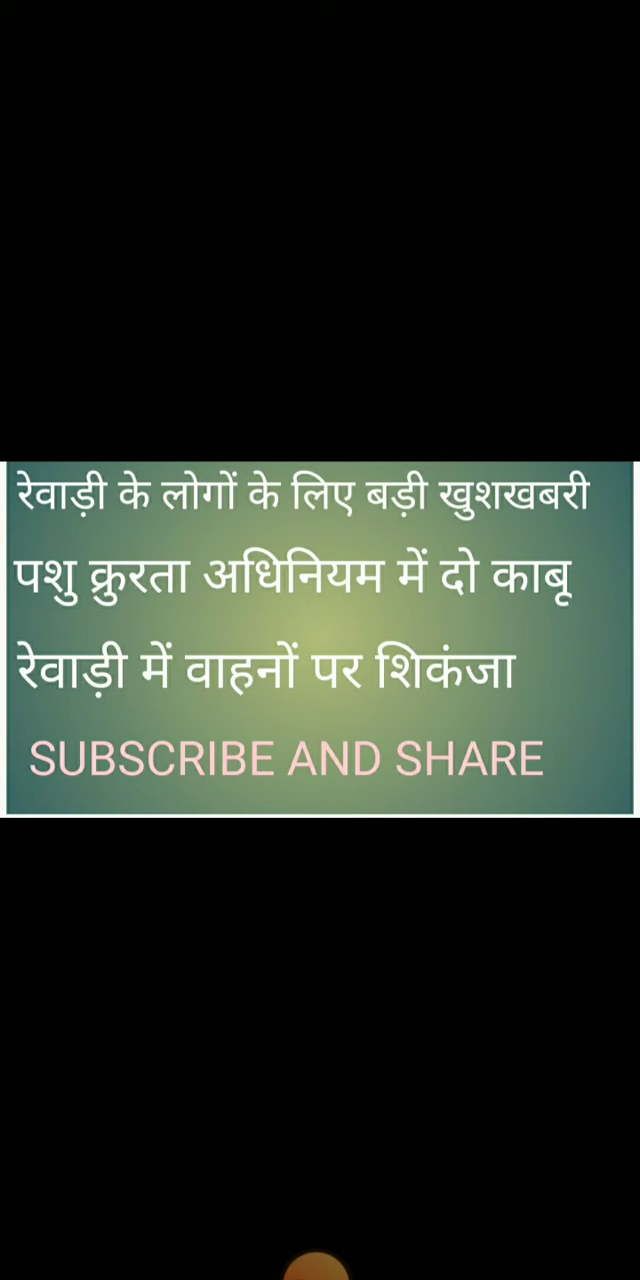 रेवाड़ी के लोगों के लिए बड़ी खुशखबरी
पशु क्रुरता अधिनियम में दो काबू
रेवाड़ी में वाहनों पर शिकंजा
SUBSCRIBE AND SHARE